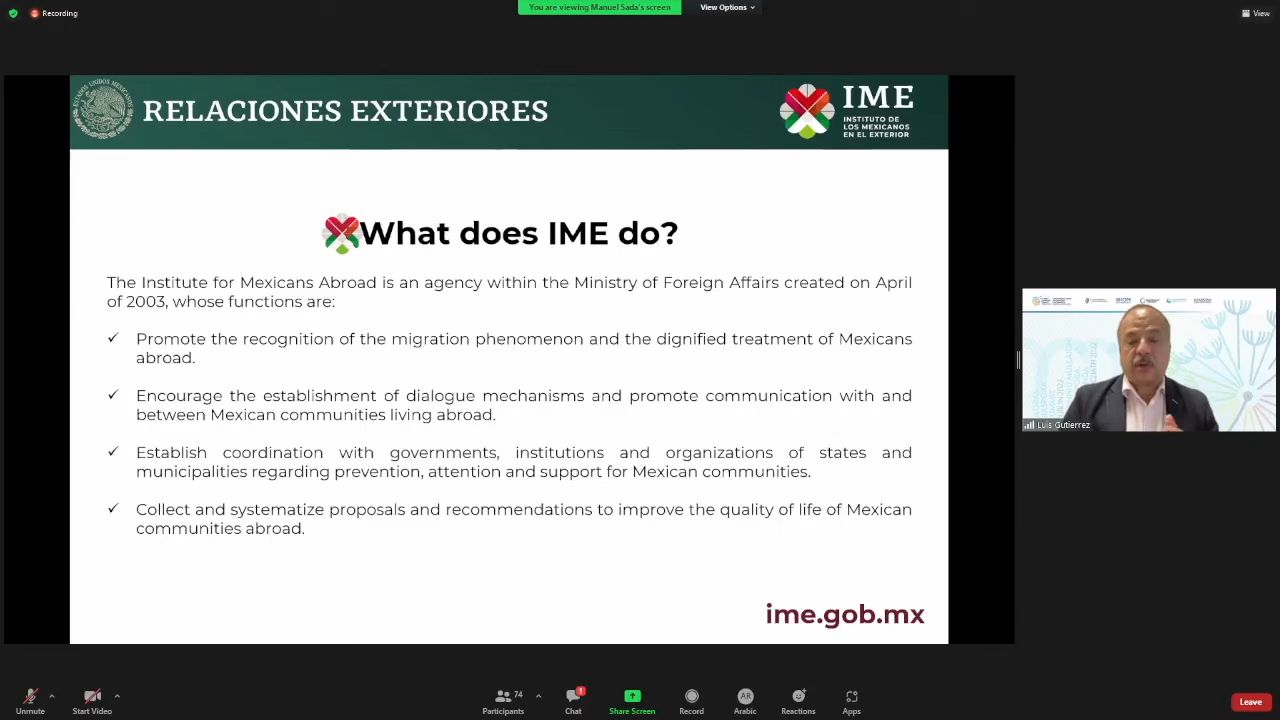 Recording
You are viewing Manuel Sada's screen
View Options
View
ESTADOS UNIDOS MEXICANOS
RELACIONES EXTERIORES
IME
INSTITUTO DE
LOS MEXICANOS
EN EL EXTERIOR
What does IME do?
The Institute for Mexicans Abroad is an agency within the Ministry of Foreign Affairs created on April
of 2003, whose functions are:
✓ Promote the recognition of the migration phenomenon and the dignified treatment of Mexicans
abroad.
✓ Encourage the establishment of dialogue mechanisms and promote communication with and
between Mexican communities living abroad.
✓ Establish coordination with governments, institutions and organizations of states and
municipalities regarding prevention, attention and support for Mexican communities.
✓ Collect and systematize proposals and recommendations to improve the quality of life of Mexican
communities abroad.
ime.gob.mx
Luis Gutierrez
Unmute
Start Video
74
Participants
1
Chat
Share Screen
Record
AR
Arabic
Reactions
Apps
Leave